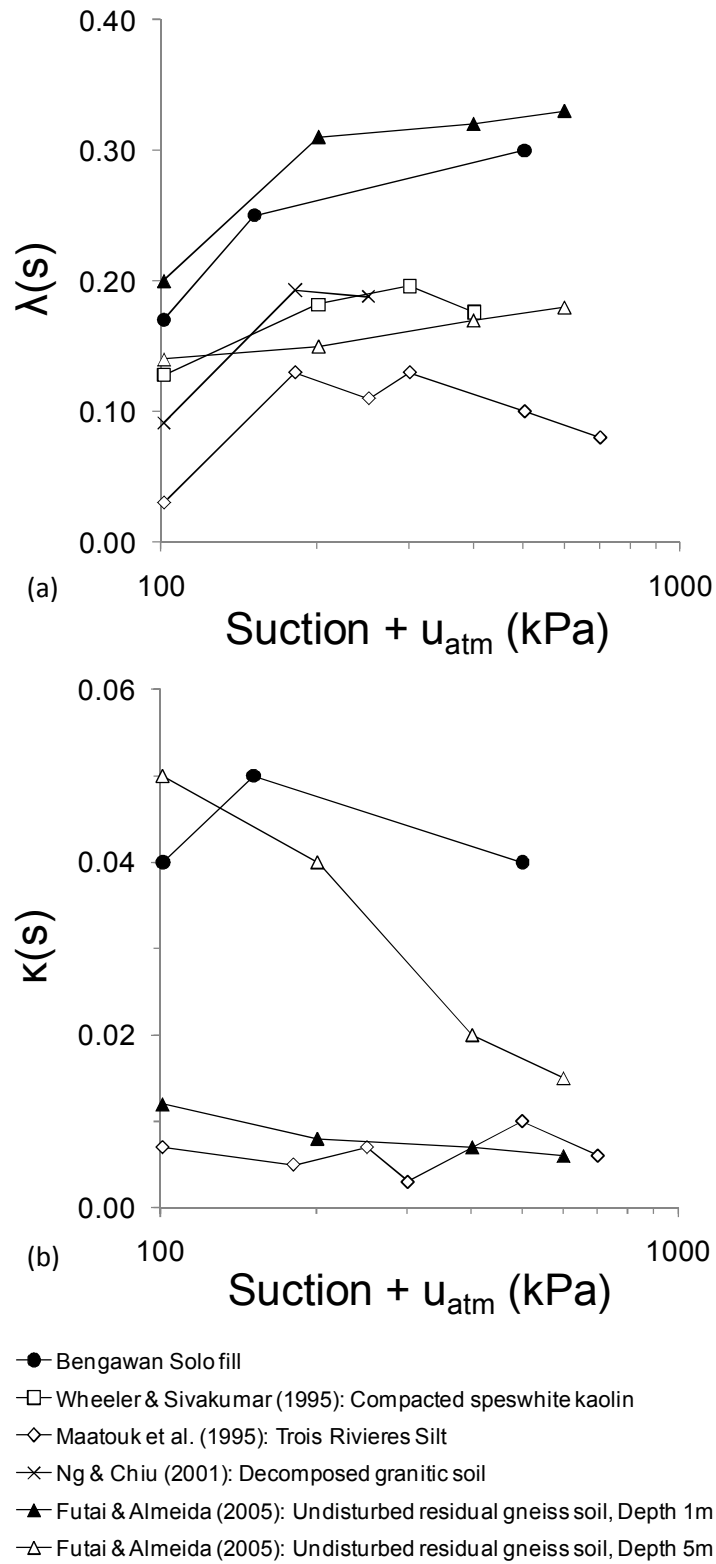 0.40
0.30
0.20
0.10
0.00
λ(s)
100
1000
(a)
Suction + uatm (kPa)
0.06
0.04
0.02
0.00
κ(s)
100
1000
(b)
Suction + uatm (kPa)
Bengawan Solo fill
Wheeler & Sivakumar (1995): Compacted speswhite kaolin
Maatouk et al. (1995): Trois Rivieres Silt
Ng & Chiu (2001): Decomposed granitic soil
Futai & Almeida (2005): Undisturbed residual gneiss soil, Depth 1m
Futai & Almeida (2005): Undisturbed residual gneiss soil, Depth 5m